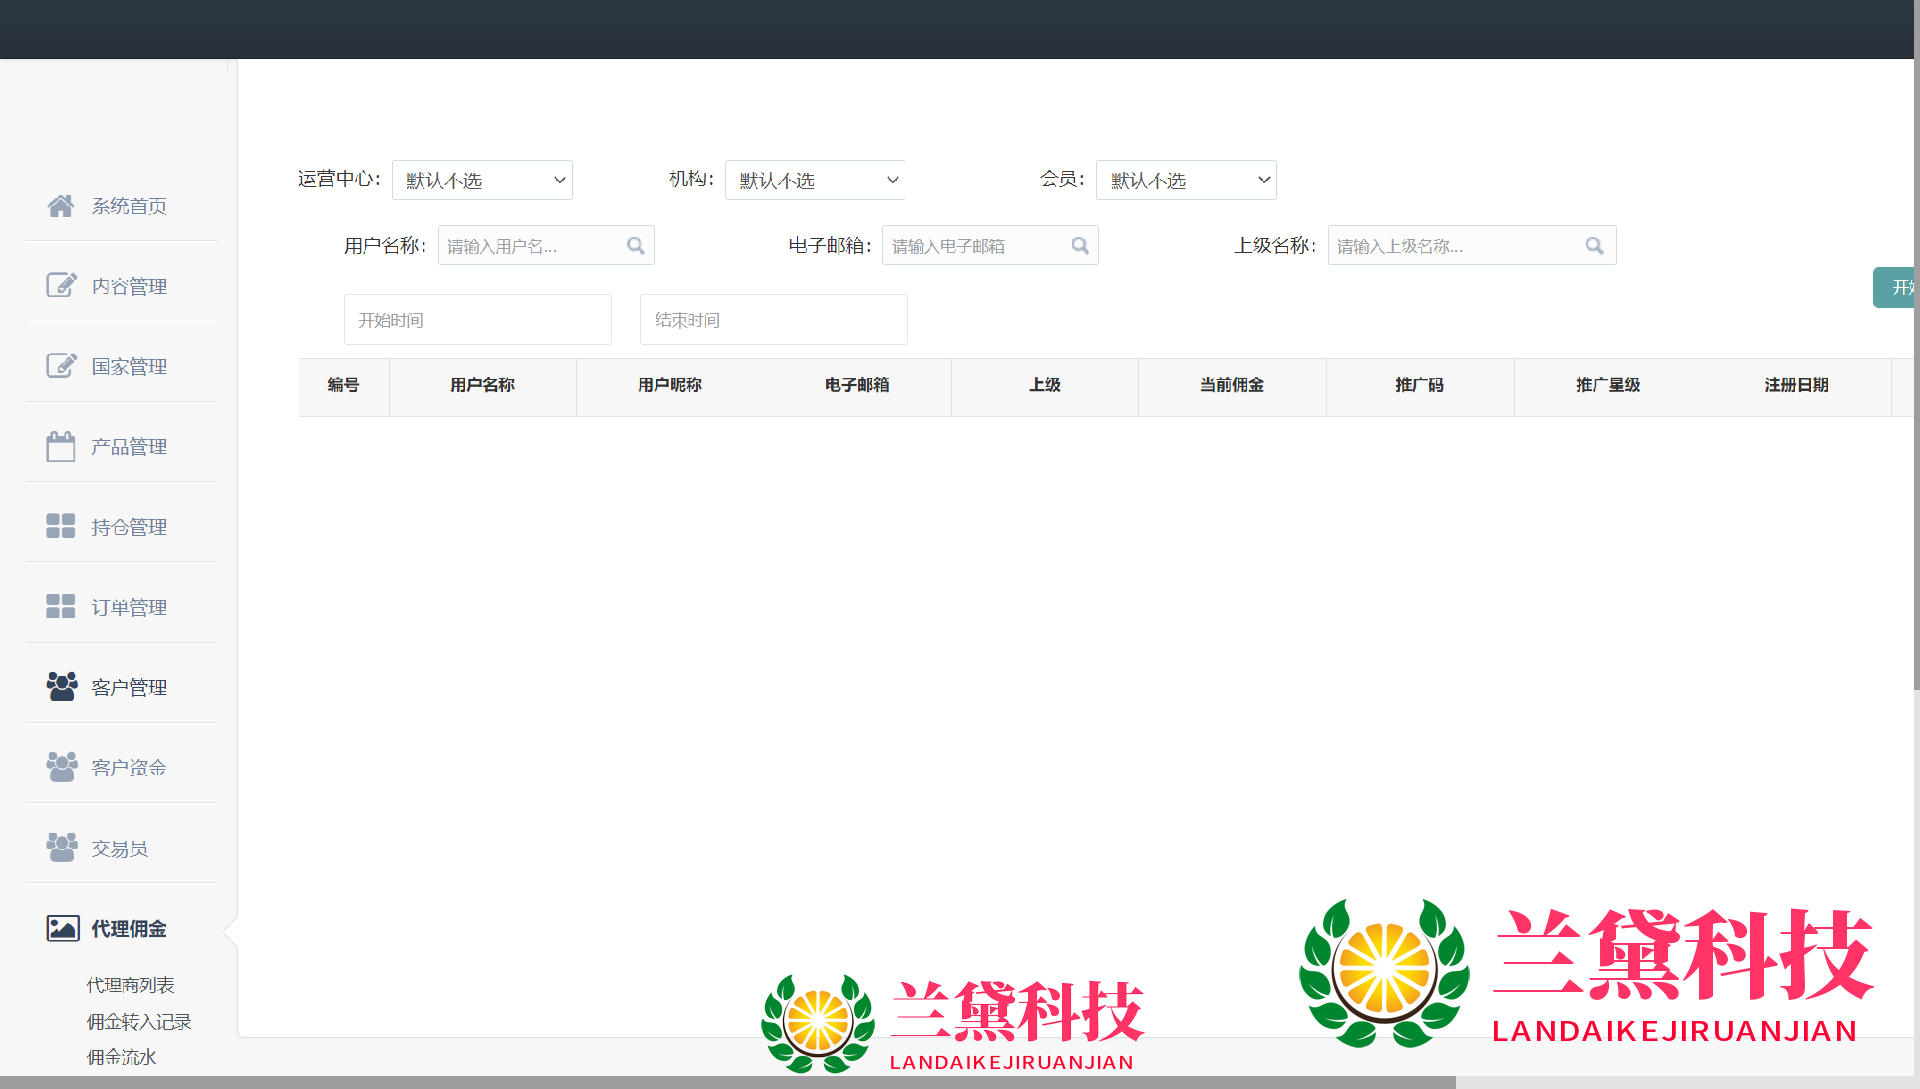 运营中心： 默认不选 机构： 默认不选 会员： 默认不选
用户名称： 请输入用户名... 电子邮箱： 请输入电子邮箱 上级名称： 请输入上级名称...
开始
开始时间 结束时间
编号 用户名称 用户昵称 电子邮箱 上级 当前佣金 推广码 推广星级 注册日期
系统首页
内容管理
国家管理
产品管理
持仓管理
订单管理
客户管理
客户资金
交易员
代理佣金
代理商列表
佣金转入记录
佣金流水
兰黛科技
LANDAIKEJIRUANJIAN
兰黛科技
LANDAIKEJIRUANJIAN